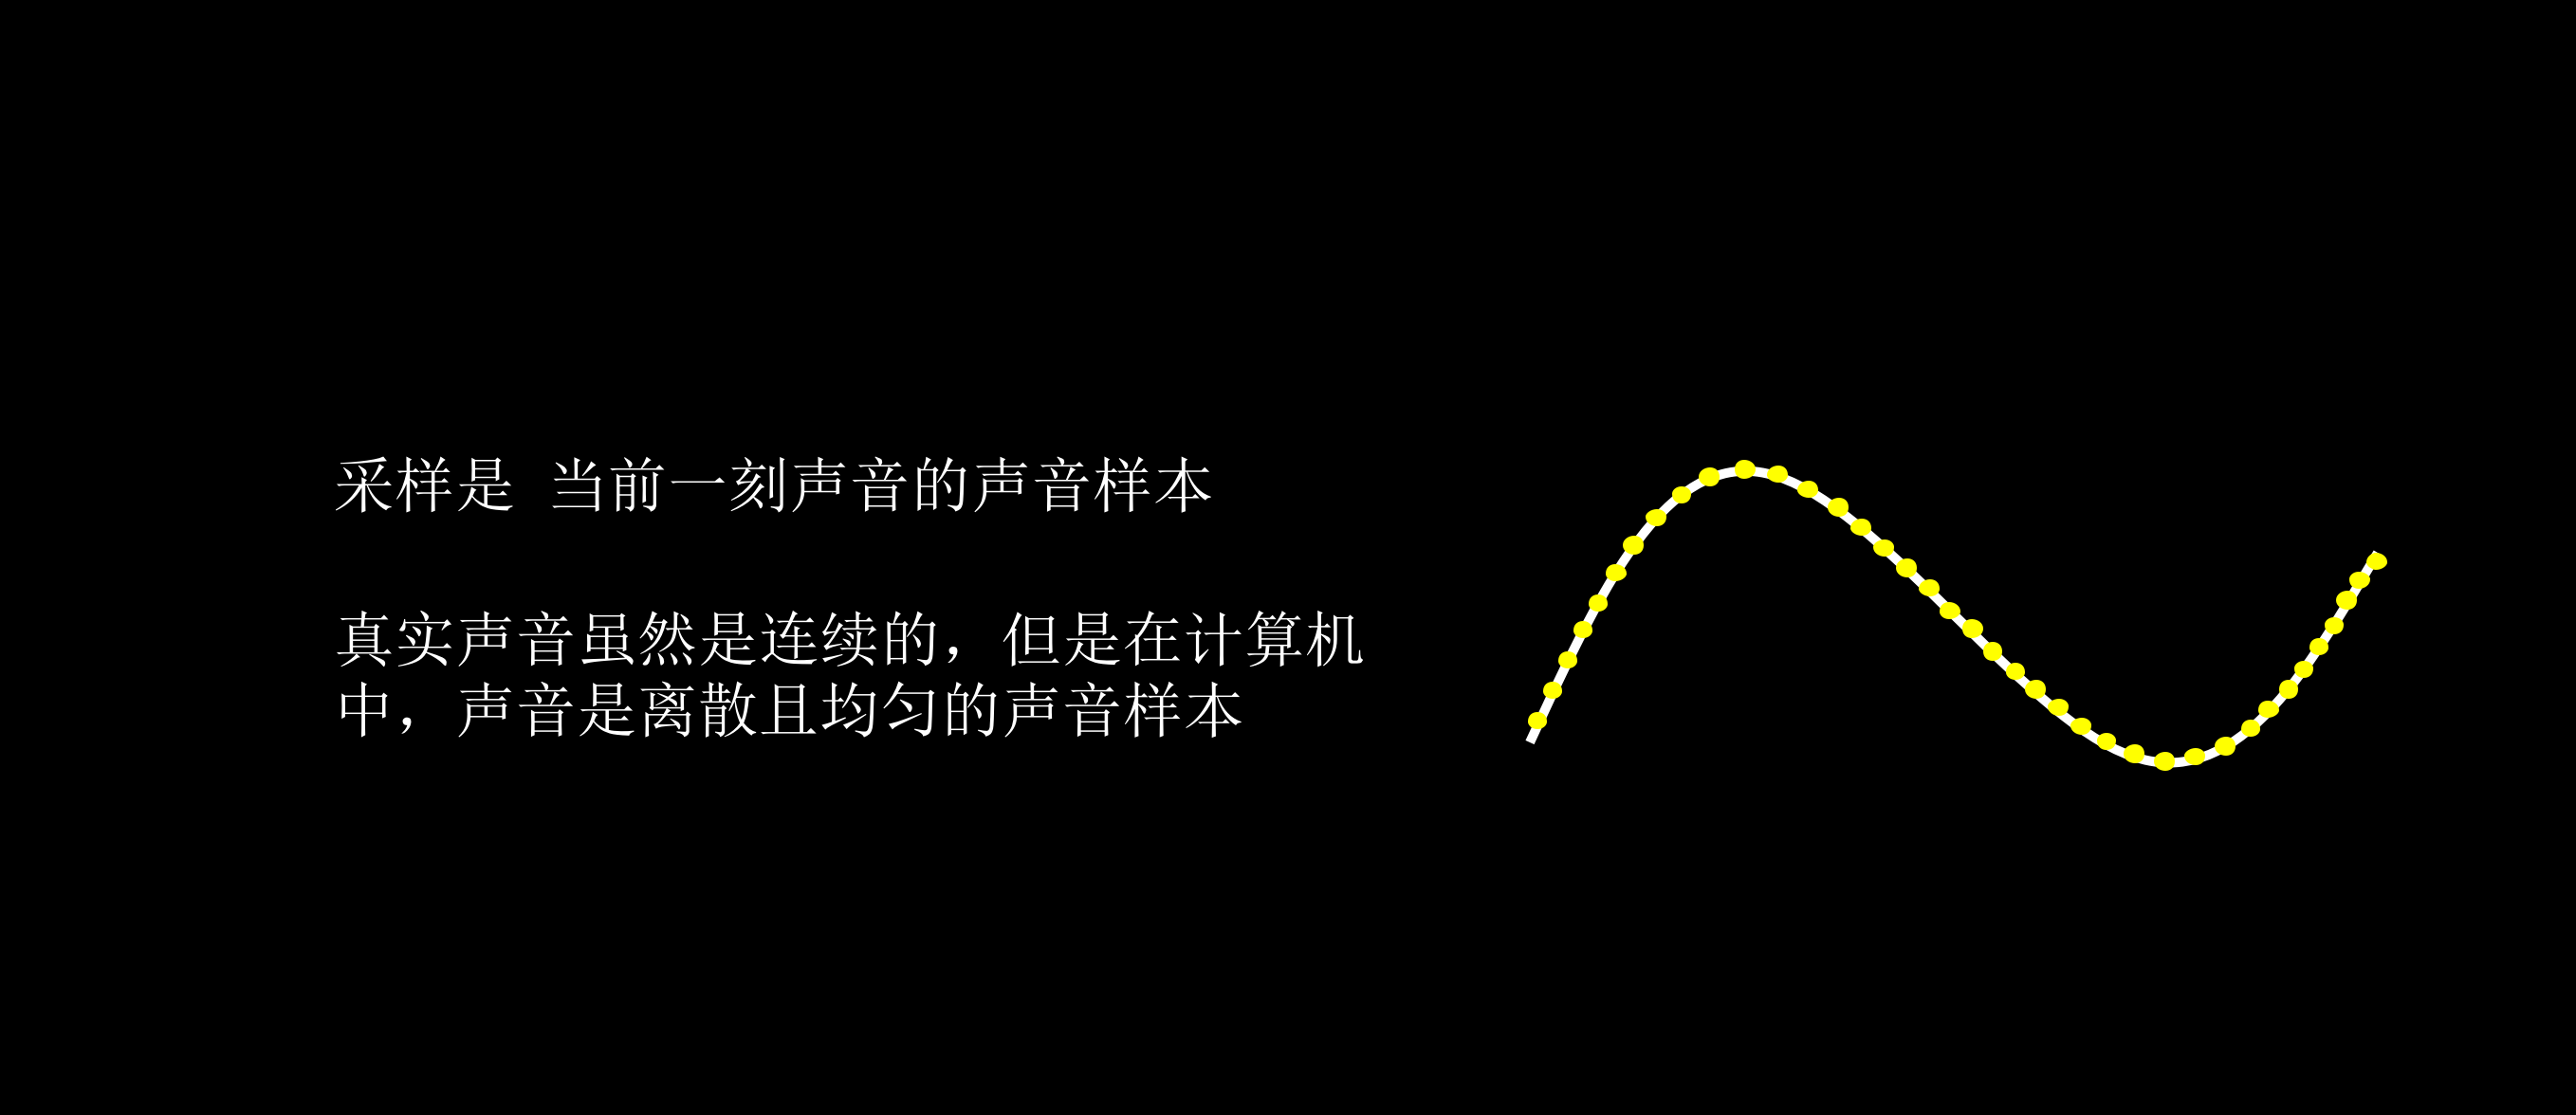 采样是 当前一刻声音的声音样本
真实声音虽然是连续的，但是在计算机
中，声音是离散且均匀的声音样本